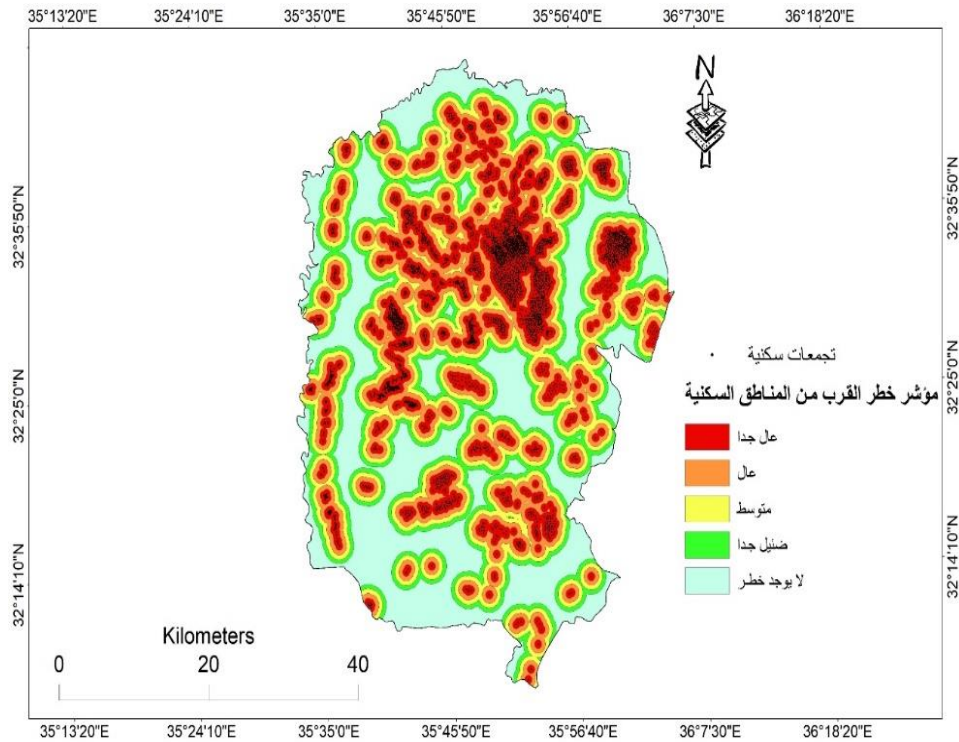 35°13'20"E 35°24'10"E 35°35'0"E 35°45'50"E 35°56'40"E 36°7'30"E 36°18'20"E
N
32°35'50"N 32°35'50"N
تجمعات سكنية
32°25'0"N 32°25'0"N
مؤشر خطر القرب من المناطق السكنية
عال جدا
عال
متوسط
ضئيل جدا
لا يوجد خطر
32°14'10"N 32°14'10"N
Kilometers
0 20 40
35°13'20"E 35°24'10"E 35°35'0"E 35°45'50"E 35°56'40"E 36°7'30"E 36°18'20"E